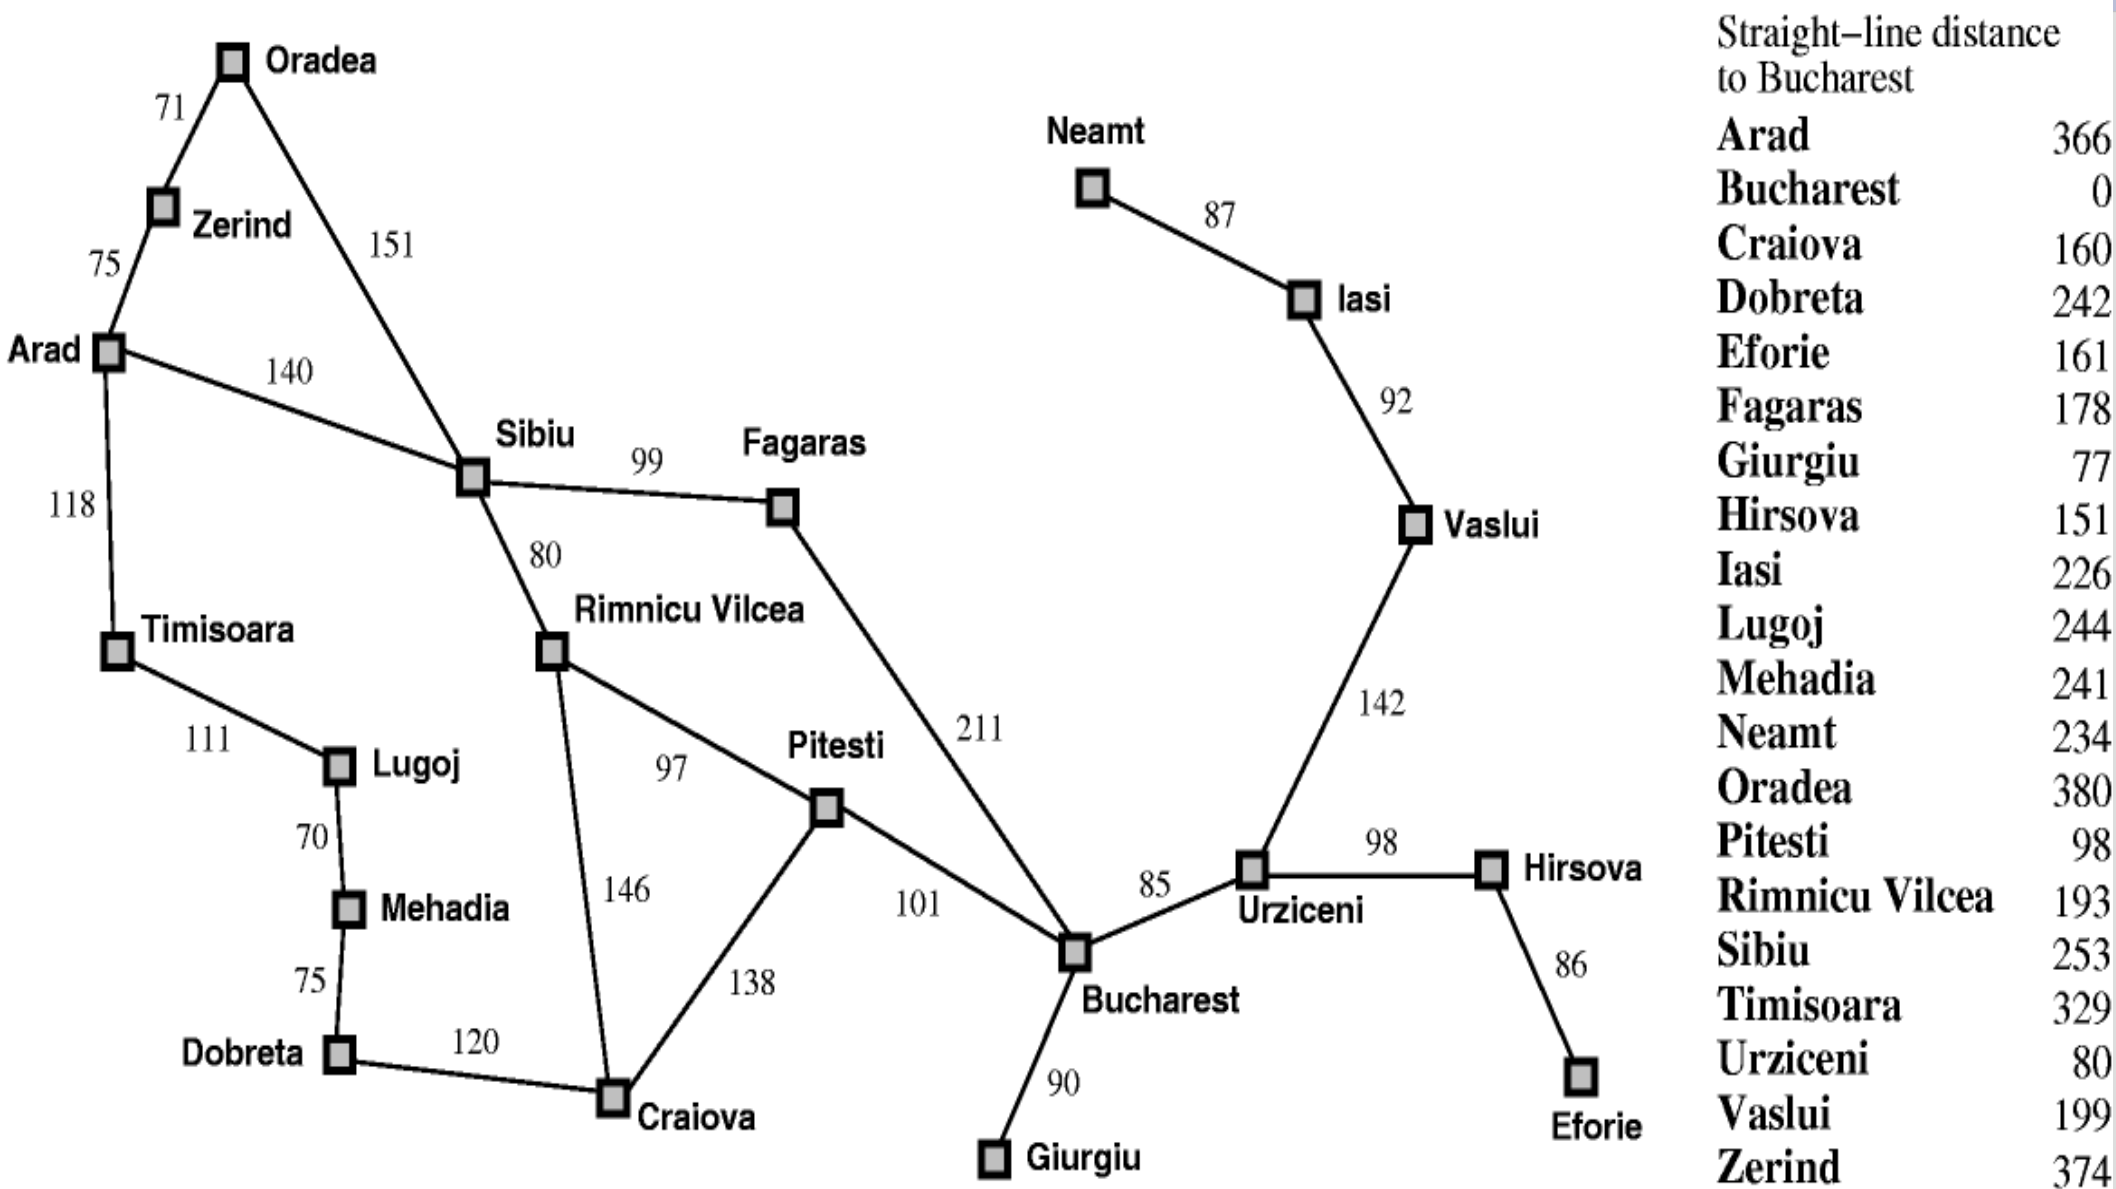 Oradea
71
Zerind
151
75
Arad
140
Sibiu
99
Fagaras
118
80
Timisoara
Rimnicu Vilcea
111
Lugoj
97
Pitesti
211
70
Mehadia
146
101
75
138
Dobreta
120
Craiova
Neamt
87
Iasi
92
Vaslui
142
98
Hirsova
85
Urziceni
86
Bucharest
90
Giurgiu
Eforie
Straight–line distance
to Bucharest
Arad 366
Bucharest 0
Craiova 160
Dobreta 242
Eforie 161
Fagaras 178
Giurgiu 77
Hirsova 151
Iasi 226
Lugoj 244
Mehadia 241
Neamt 234
Oradea 380
Pitesti 98
Rimnicu Vilcea 193
Sibiu 253
Timisoara 329
Urziceni 80
Vaslui 199
Zerind 374